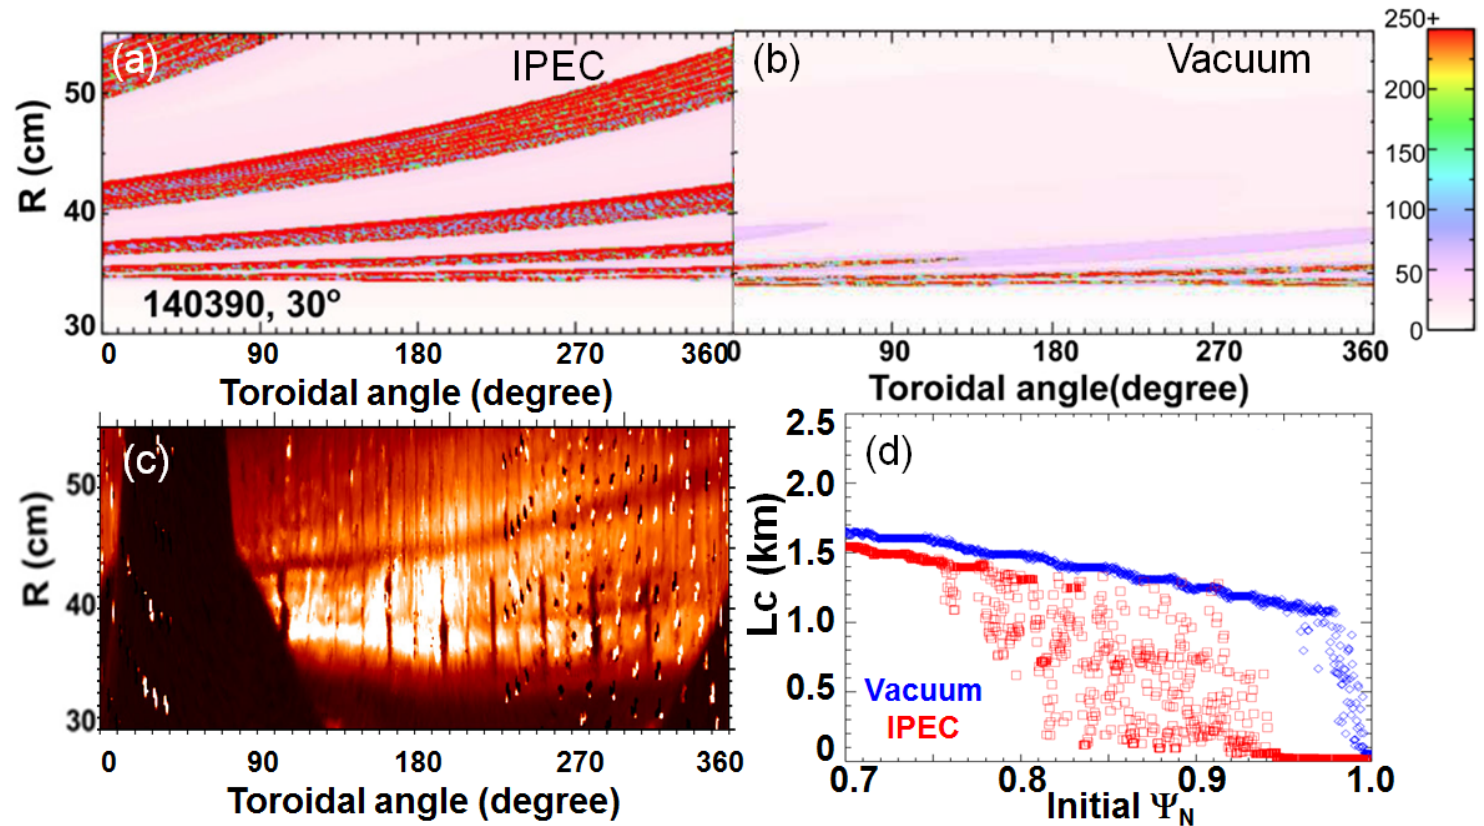 (a)
IPEC
(b)
Vacuum
250+
200
150
100
50
0
R (cm)
50
40
30
140390, 30º
0
90
180
270
360
0
90
180
270
360
Toroidal angle (degree)
Toroidal angle(degree)
(c)
R (cm)
50
40
30
0
90
180
270
360
Toroidal angle (degree)
(d)
Lc (km)
2.5
2.0
1.5
1.0
0.5
0
Vacuum
IPEC
0.7
0.8
0.9
1.0
Initial Ψ_N